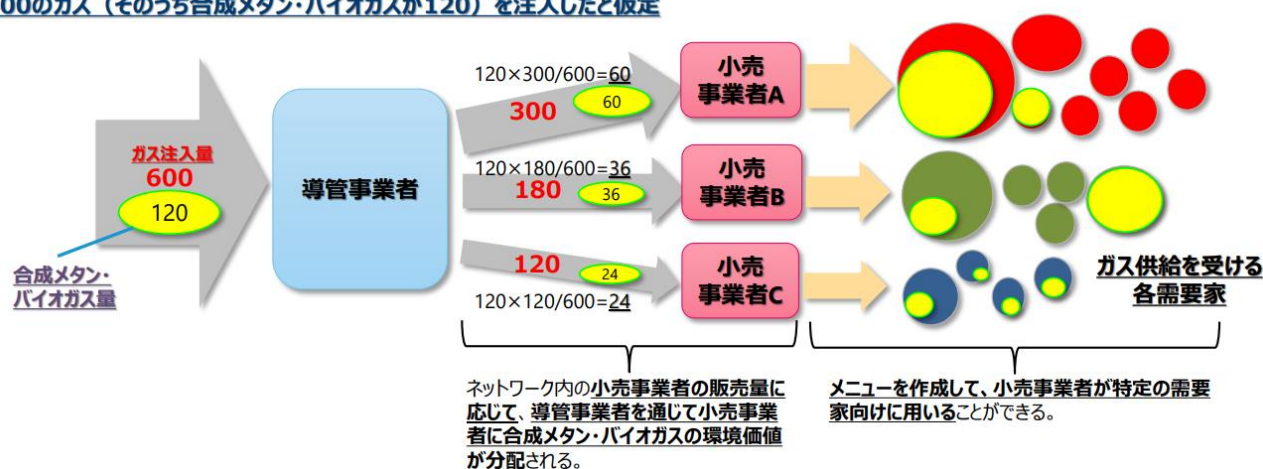 00のガス（そのうち合成メタン・バイオガスが120）を注入したと仮定
ガス注入量
600
120
合成メタン・
バイオガス量
導管事業者
120×300/600=60
60
300
120×180/600=36
180
36
120
24
120×120/600=24
小売
事業者A
小売
事業者B
小売
事業者C
ガス供給を受ける
各需要家
ネットワーク内の小売事業者の販売量に
応じて、導管事業者を通じて小売事業
者に合成メタン・バイオガスの環境価値
が分配される。
メニューを作成して、小売事業者が特定の需要
家向けに用いることができる。